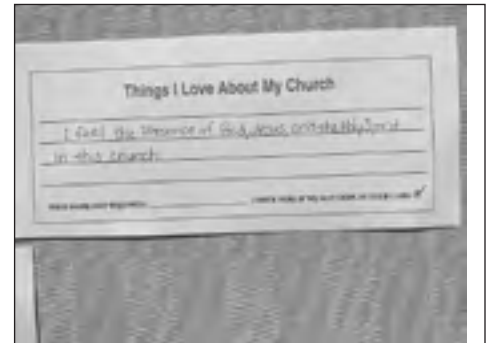 Things I Love About My Church
I feel the presence of God, Jesus, and the Holy Spirit
in this church.